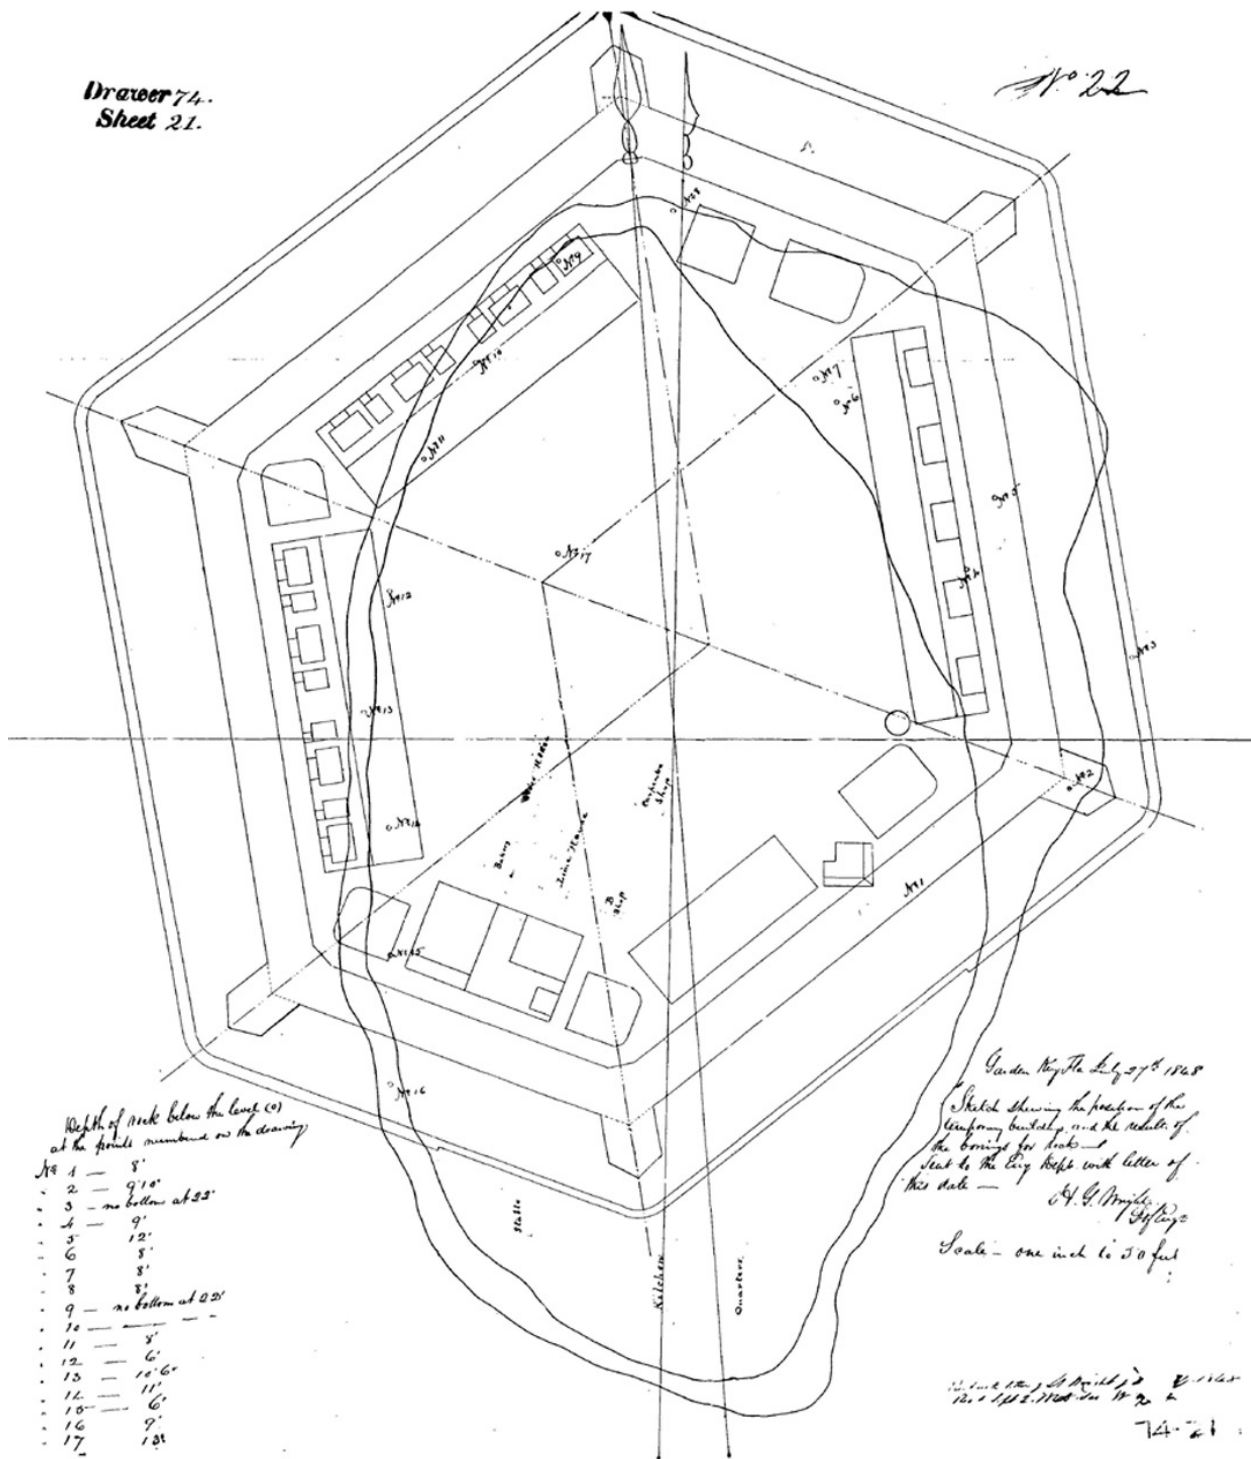 Drawer 74.
Sheet 21.
No. 22
No 8
No 9
No 10
No 7
No 6
No 11
No 5
No 17
No 4
No 12
No 3
No 13
No 2
Carpenter
Shop
No 14
Lime House
Barns
B
Shop
No 1
No 15
No 16
Stable
Kitchen
Quarters
Depth of rock below the level (0)
at the points numbered on the drawing
No 1 — 8'
" 2 — 9'10"
" 3 — no bottom at 22'
" 4 — 9'
" 5 12'
" 6 8'
" 7 8'
" 8 8'
" 9 — no bottom at 22'
" 10 — — — —
" 11 — 8'
" 12 — 6'
" 13 — 10'6"
" 14 — 11'
" 15 — 6'
" 16 9'
" 17
Garden Key Fla July 27th 1848
Sketch shewing the position of the
temporary buildings, and the result of
the borings for rock —
Sent to the Eng Dept. with letter of
this date —
H. G. Wright
Scale — one inch to 50 feet
74-21